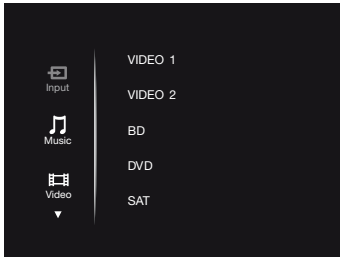 Input
Music
Video
VIDEO 1
VIDEO 2
BD
DVD
SAT